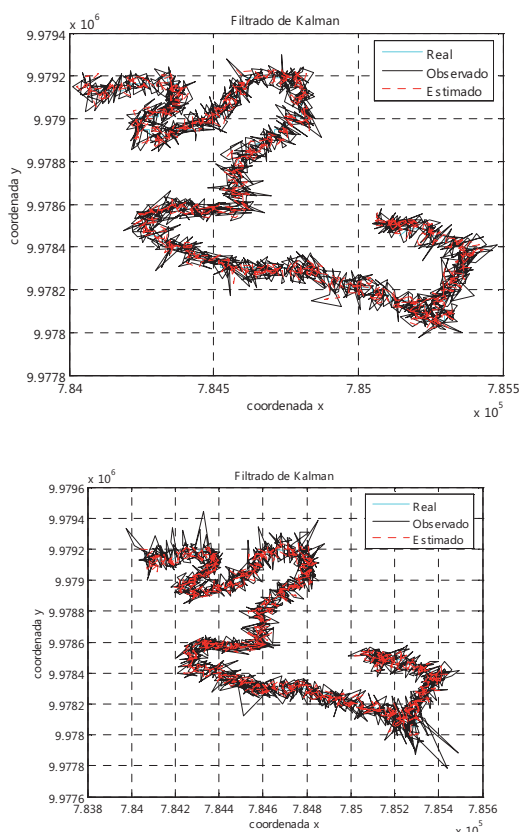 Filtrado de Kalman
x 10^6
9.9794
9.9792
9.979
9.9788
9.9786
9.9784
9.9782
9.978
9.9778
coordenada y
Real
Observado
Estimado
7.84 7.845 7.85 7.855
coordenada x
x 10^5
Filtrado de Kalman
x 10^6
9.9796
9.9794
9.9792
9.979
9.9788
9.9786
9.9784
9.9782
9.978
9.9778
9.9776
coordenada y
Real
Observado
Estimado
7.838 7.84 7.842 7.844 7.846 7.848 7.85 7.852 7.854 7.856
coordenada x
x 10^5